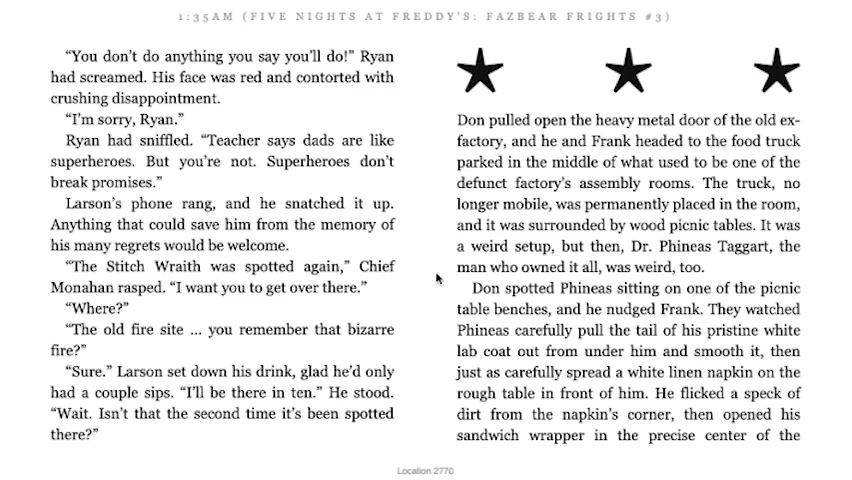 1:35AM (FIVE NIGHTS AT FREDDY'S: FAZBEAR FRIGHTS #3)
“You don’t do anything you say you’ll do!” Ryan
had screamed. His face was red and contorted with
crushing disappointment.
“I’m sorry, Ryan.”
Ryan had sniffled. “Teacher says dads are like
superheroes. But you’re not. Superheroes don’t
break promises.”
Larson’s phone rang, and he snatched it up.
Anything that could save him from the memory of
his many regrets would be welcome.
“The Stitch Wraith was spotted again,” Chief
Monahan rasped. “I want you to get over there.”
“Where?”
“The old fire site ... you remember that bizarre
fire?”
“Sure.” Larson set down his drink, glad he’d only
had a couple sips. “I’ll be there in ten.” He stood.
“Wait. Isn’t that the second time it’s been spotted
there?”
Don pulled open the heavy metal door of the old ex-
factory, and he and Frank headed to the food truck
parked in the middle of what used to be one of the
defunct factory’s assembly rooms. The truck, no
longer mobile, was permanently placed in the room,
and it was surrounded by wood picnic tables. It was
a weird setup, but then, Dr. Phineas Taggart, the
man who owned it all, was weird, too.
Don spotted Phineas sitting on one of the picnic
table benches, and he nudged Frank. They watched
Phineas carefully pull the tail of his pristine white
lab coat out from under him and smooth it, then
just as carefully spread a white linen napkin on the
rough table in front of him. He flicked a speck of
dirt from the napkin’s corner, then opened his
sandwich wrapper in the precise center of the
Location 2770